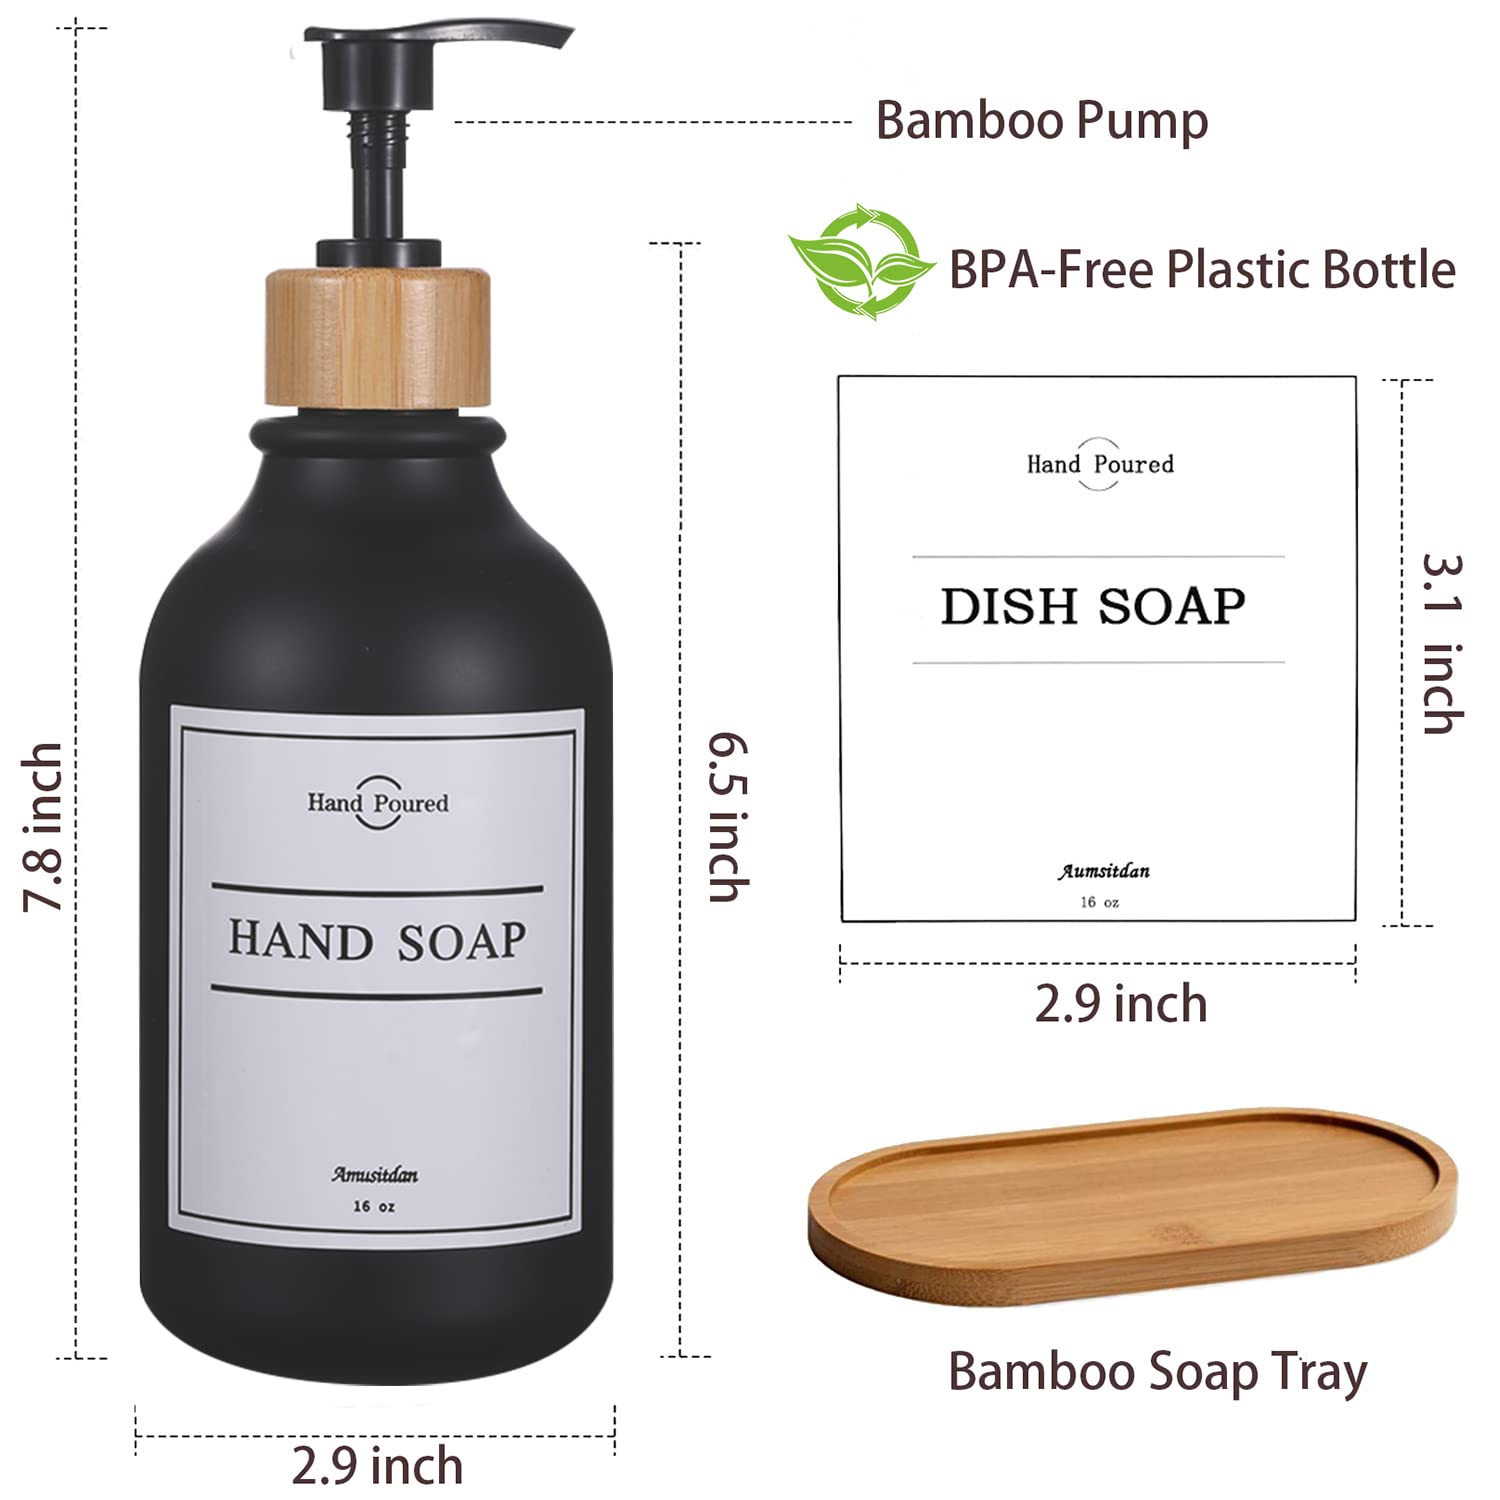 Bamboo Pump
BPA-Free Plastic Bottle
7.8 inch
6.5 inch
Hand Poured
HAND SOAP
Amusitdan
16 oz
2.9 inch
Hand Poured
DISH SOAP
Aumsitdan
16 oz
3.1 inch
2.9 inch
Bamboo Soap Tray